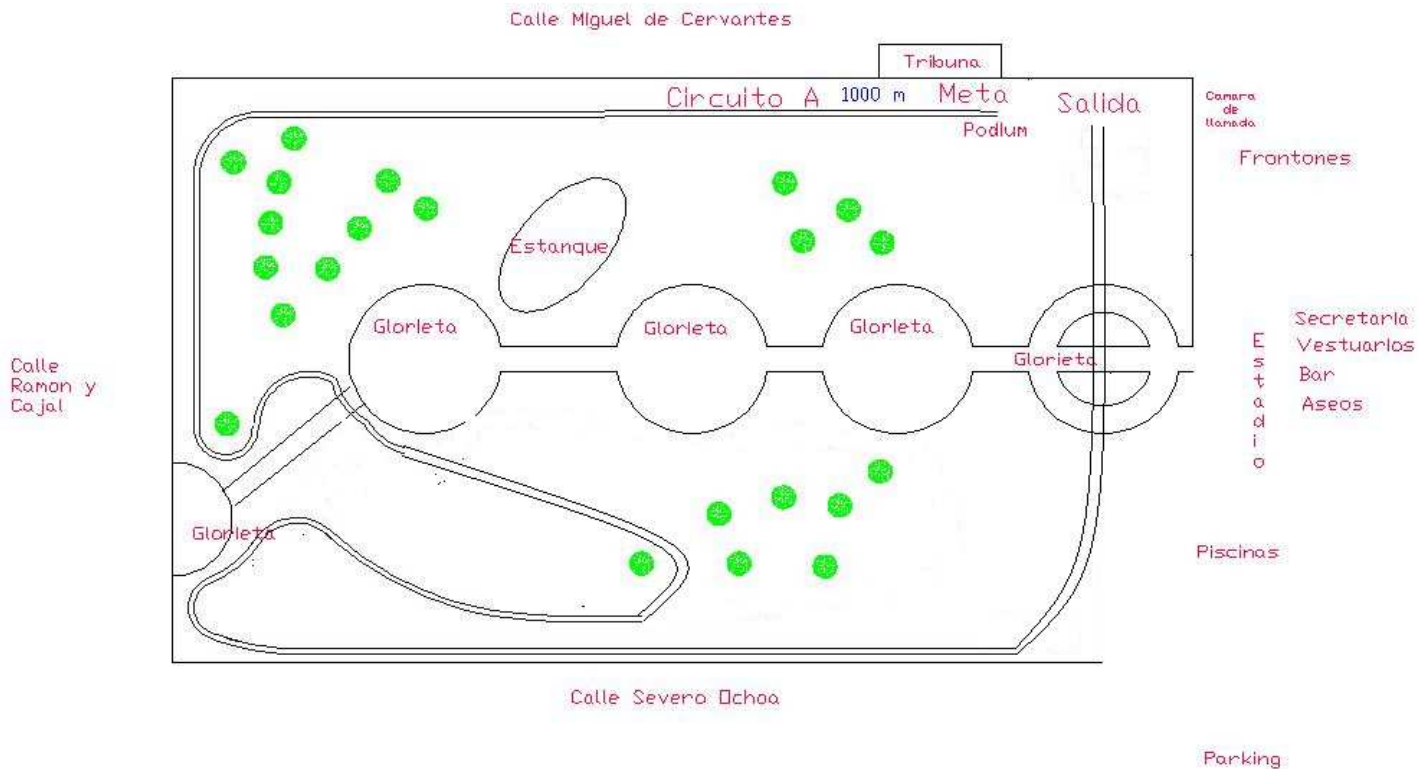 Calle Miguel de Cervantes
Tribuna
Circuito A 1000 m Meta
Salida
Camara
de
llamada
Podium
Frontones
Estanque
Glorieta
Glorieta
Glorieta
Glorieta
Estadio
Secretaria
Vestuarios
Bar
Aseos
Calle
Ramon y
Cajal
Glorieta
Piscinas
Calle Severo Ochoa
Parking